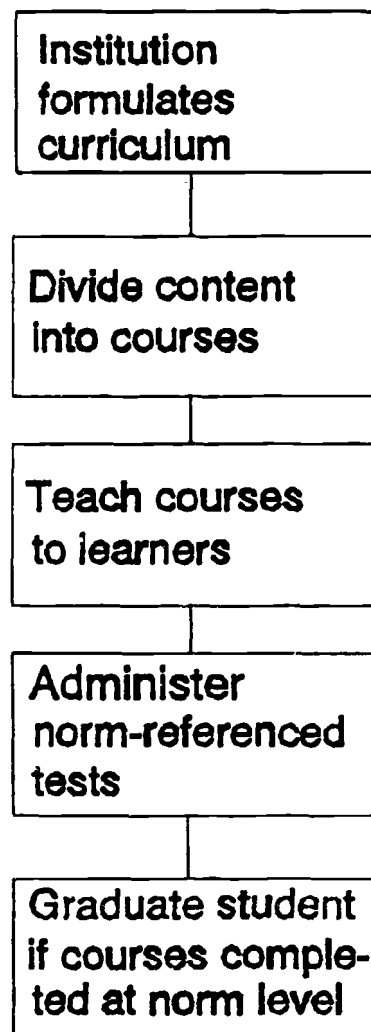 Institution
formulates
curriculum
Divide content
into courses
Teach courses
to learners
Administer
norm-referenced
tests
Graduate student
if courses comple-
ted at norm level